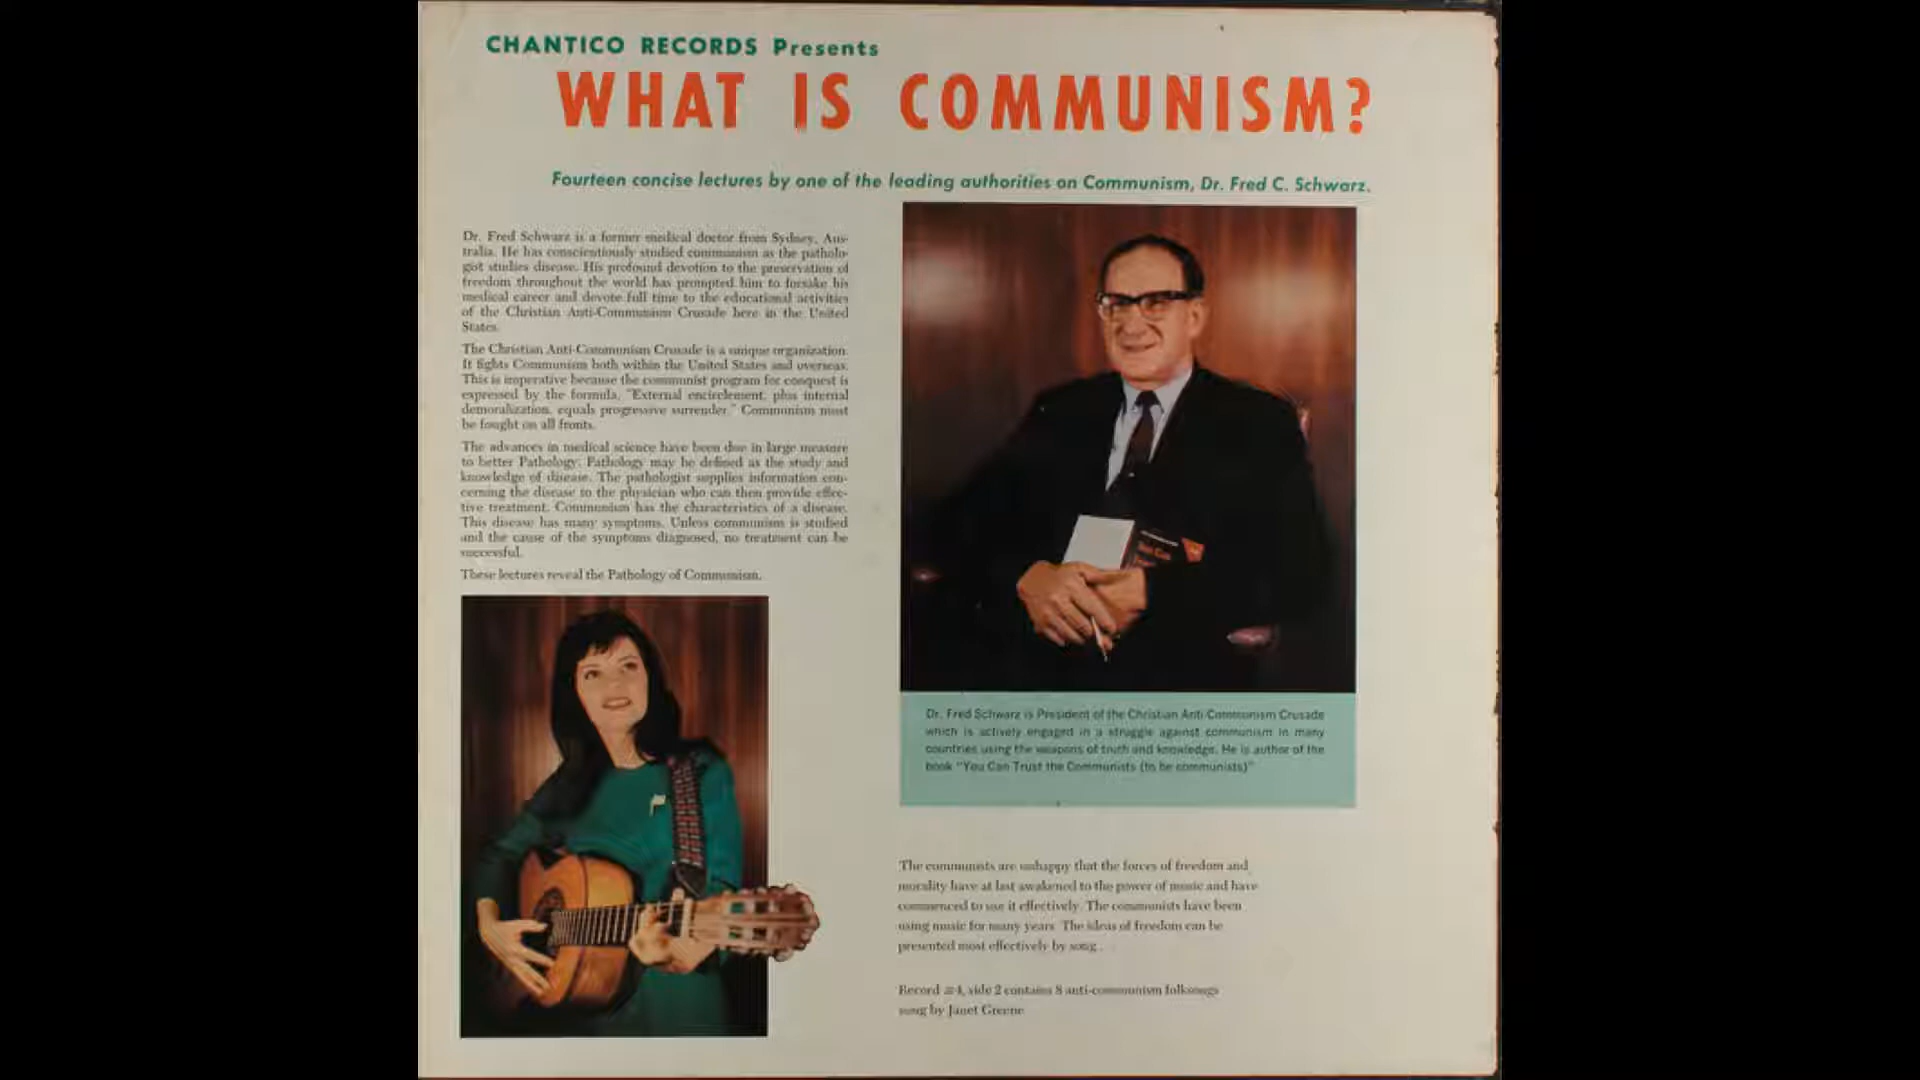 CHANTICO RECORDS Presents
WHAT IS COMMUNISM?
Fourteen concise lectures by one of the leading authorities on Communism, Dr. Fred C. Schwarz.
Dr. Fred Schwarz is a former medical doctor from Sydney, Aus-
tralia. He has conscientiously studied communism as the patholo-
gist studies disease. His profound devotion to the preservation of
freedom throughout the world has prompted him to forsake his
medical career and devote full time to the educational activities
of the Christian Anti-Communism Crusade here in the United
States.
The Christian Anti-Communism Crusade is a unique organization.
It fights Communism both within the United States and overseas.
This is imperative because the communist program for conquest is
expressed by the formula, "External encirclement, plus internal
demoralization, equals progressive surrender." Communism must
be fought on all fronts.
The advances in medical science have been due in large measure
to better Pathology. Pathology may be defined as the study and
knowledge of disease. The pathologist supplies information con-
cerning the disease to the physician who can then provide effec-
tive treatment. Communism has the characteristics of a disease.
This disease has many symptoms. Unless communism is studied
and the cause of the symptoms diagnosed, no treatment can be
successful.
These lectures reveal the Pathology of Communism.
You Can
Dr. Fred Schwarz is President of the Christian Anti-Communism Crusade
which is actively engaged in a struggle against communism in many
countries using the weapons of truth and knowledge. He is author of the
book "You Can Trust the Communists (to be communists)"
The communists are unhappy that the forces of freedom and
morality have at last awakened to the power of music and have
commenced to use it effectively. The communists have been
using music for many years. The ideas of freedom can be
presented most effectively by song.
Record #4, side 2 contains 8 anti-communism folksongs
sung by Janet Greene